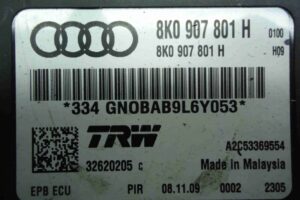 8K0 907 801 H 0100
8K0 907 801 H H09
*334 GNOBAB9L6Y053*
TRW
A2C53369554
32620205 C Made in Malaysia
EPB ECU PIR 08.11.09 0002 2305